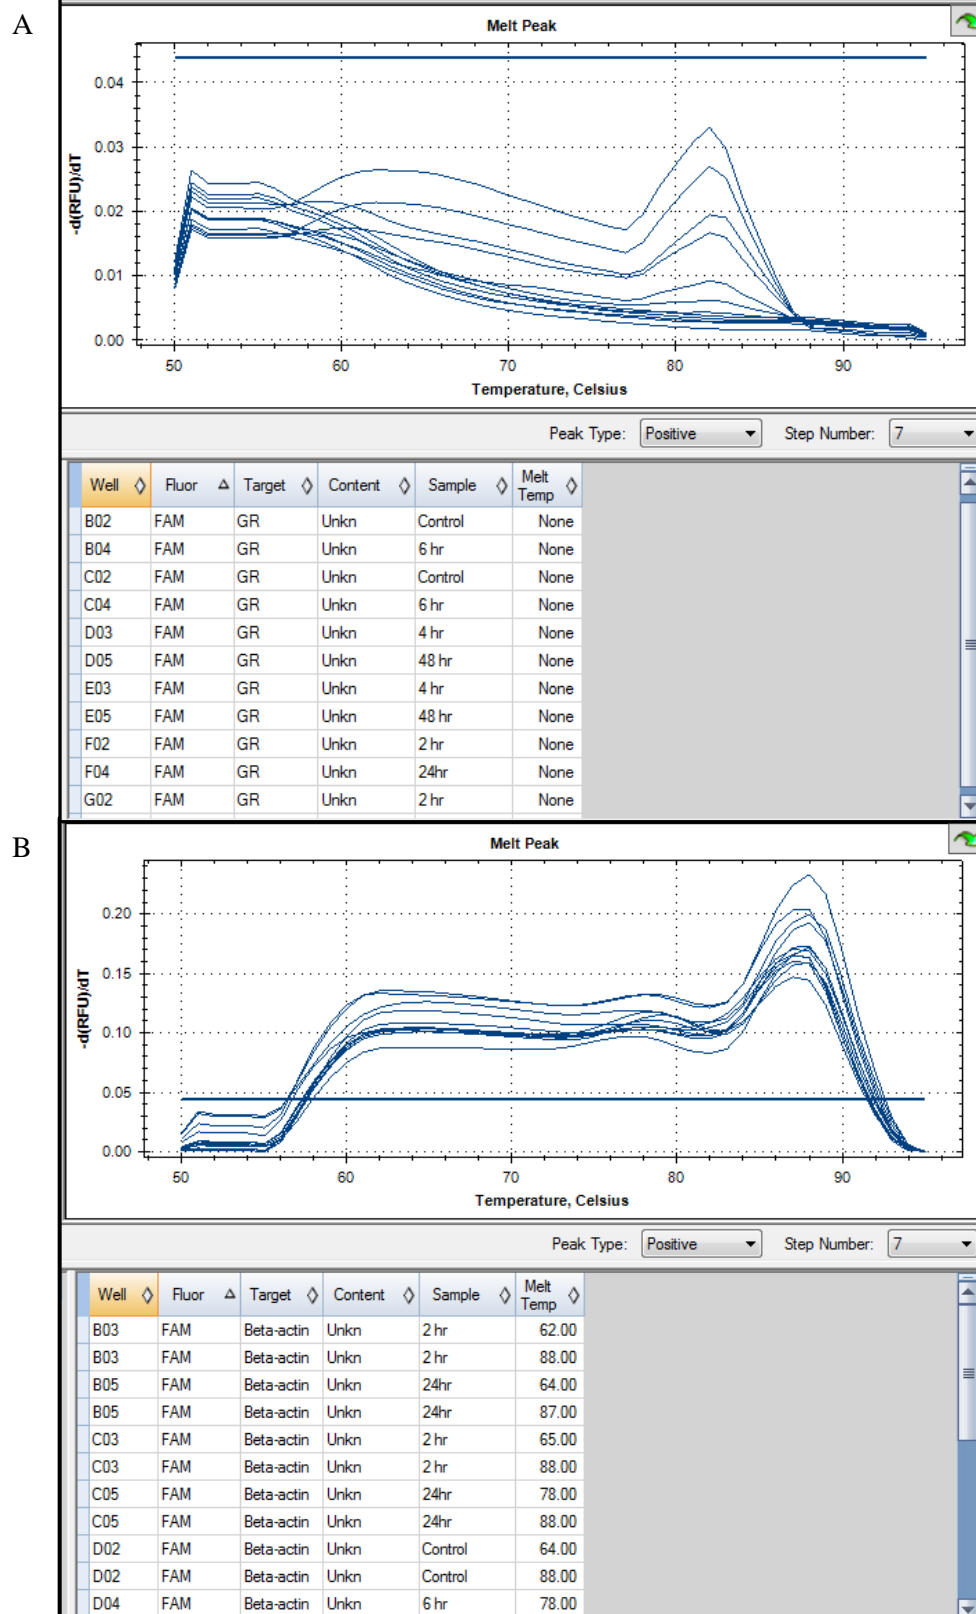 A
Melt Peak
0.04
0.03
0.02
0.01
0.00
-d(RFU)/dT
50 60 70 80 90
Temperature, Celsius
Peak Type: Positive Step Number: 7
Well Fluor Target Content Sample Melt Temp
B02 FAM GR Unkn Control None
B04 FAM GR Unkn 6 hr None
C02 FAM GR Unkn Control None
C04 FAM GR Unkn 6 hr None
D03 FAM GR Unkn 4 hr None
D05 FAM GR Unkn 48 hr None
E03 FAM GR Unkn 4 hr None
E05 FAM GR Unkn 48 hr None
F02 FAM GR Unkn 2 hr None
F04 FAM GR Unkn 24hr None
G02 FAM GR Unkn 2 hr None
B
Melt Peak
0.20
0.15
0.10
0.05
0.00
-d(RFU)/dT
50 60 70 80 90
Temperature, Celsius
Peak Type: Positive Step Number: 7
Well Fluor Target Content Sample Melt Temp
B03 FAM Beta-actin Unkn 2 hr 62.00
B03 FAM Beta-actin Unkn 2 hr 88.00
B05 FAM Beta-actin Unkn 24hr 64.00
B05 FAM Beta-actin Unkn 24hr 87.00
C03 FAM Beta-actin Unkn 2 hr 65.00
C03 FAM Beta-actin Unkn 2 hr 88.00
C05 FAM Beta-actin Unkn 24hr 78.00
C05 FAM Beta-actin Unkn 24hr 88.00
D02 FAM Beta-actin Unkn Control 64.00
D02 FAM Beta-actin Unkn Control 88.00
D04 FAM Beta-actin Unkn 6 hr 78.00